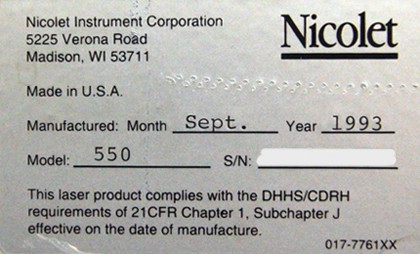 Nicolet Instrument Corporation
5225 Verona Road
Madison, WI 53711
Nicolet
Made in U.S.A.
Manufactured: Month Sept. Year 1993
Model: 550 S/N:
This laser product complies with the DHHS/CDRH
requirements of 21CFR Chapter 1, Subchapter J
effective on the date of manufacture.
017-7761XX